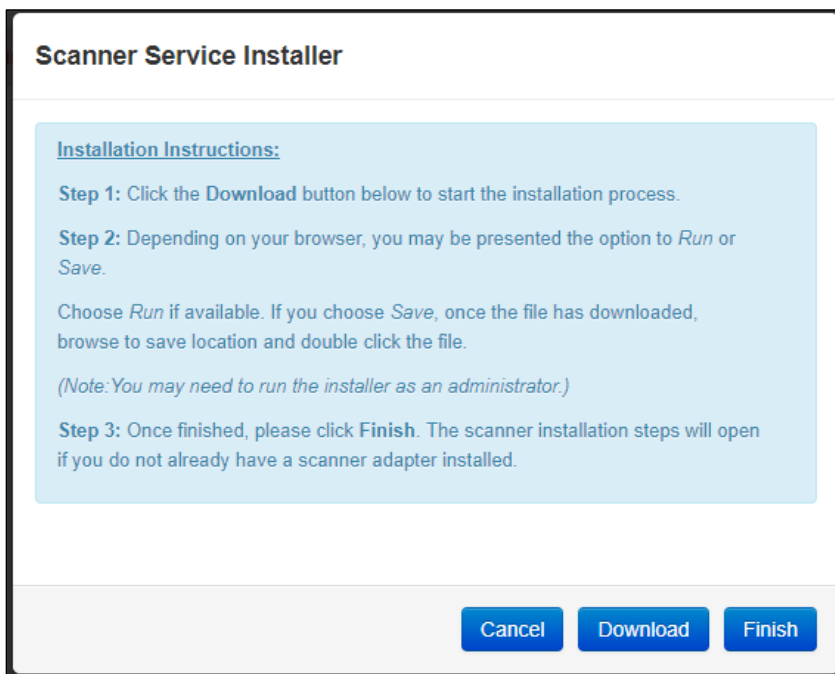 Scanner Service Installer
Installation Instructions:
Step 1: Click the Download button below to start the installation process.
Step 2: Depending on your browser, you may be presented the option to Run or
Save.
Choose Run if available. If you choose Save, once the file has downloaded,
browse to save location and double click the file.
(Note:You may need to run the installer as an administrator.)
Step 3: Once finished, please click Finish. The scanner installation steps will open
if you do not already have a scanner adapter installed.
Cancel Download Finish